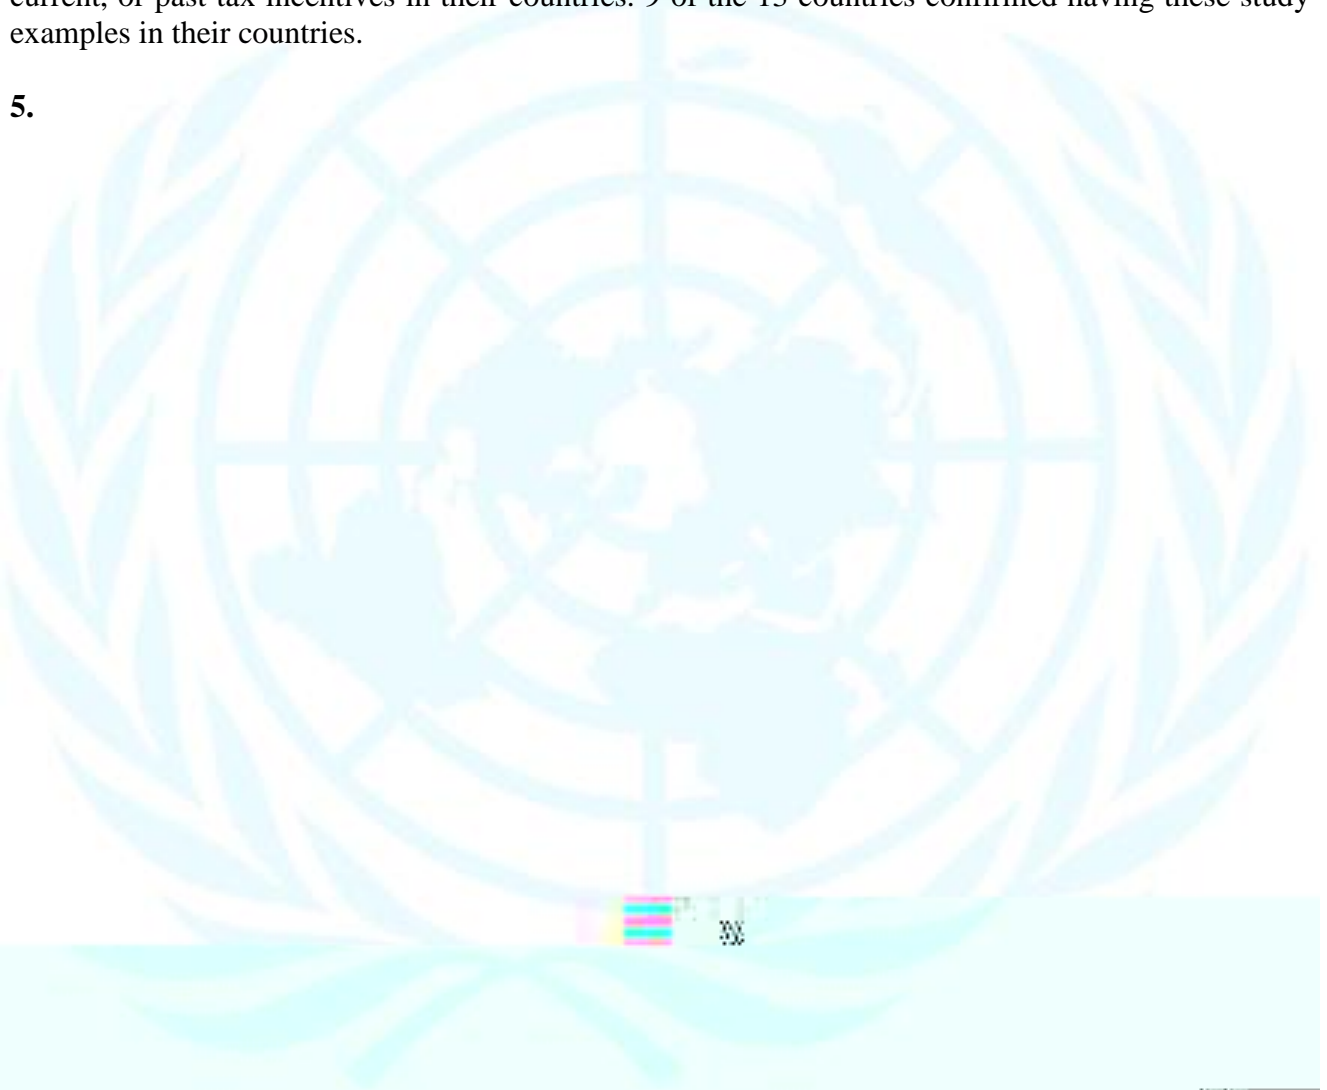 current, or past tax incentives in their countries. 9 of the 13 countries confirmed having these study
examples in their countries.
5.